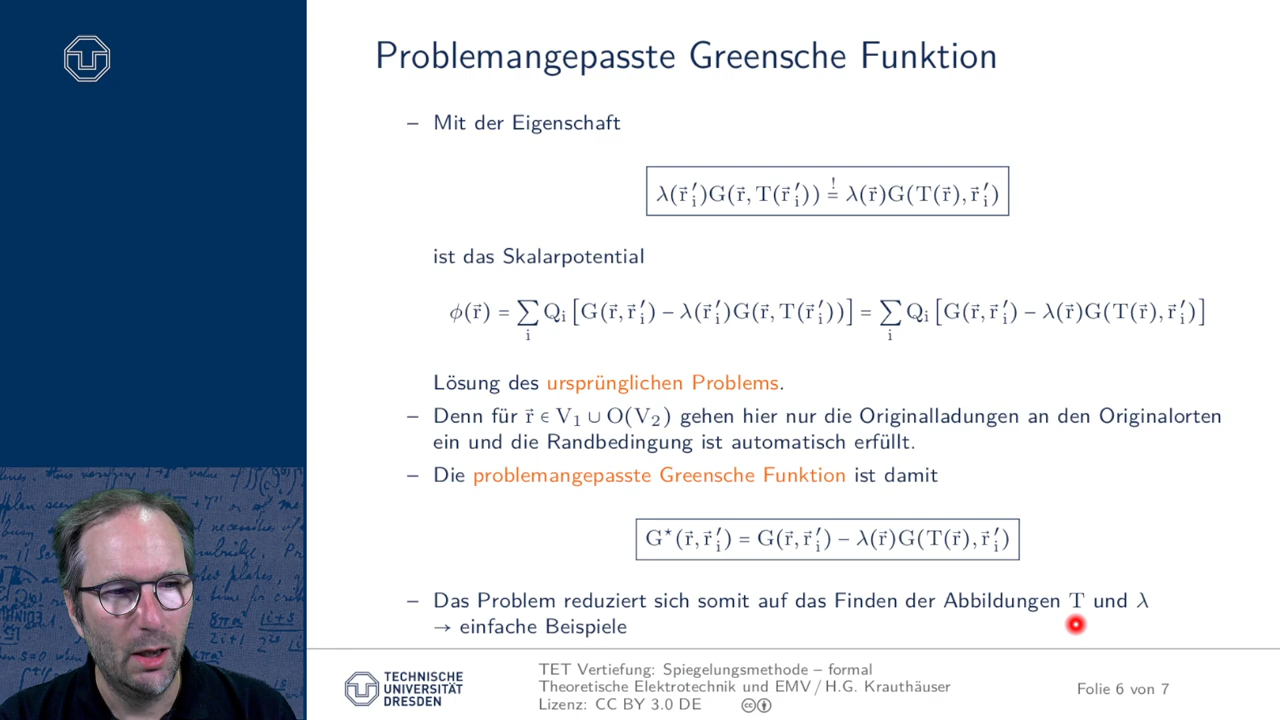 Problemangepasste Greensche Funktion
– Mit der Eigenschaft
λ(r⃗ᵢ′)G(r⃗, T(r⃗ᵢ′)) =! λ(r⃗)G(T(r⃗), r⃗ᵢ′)
ist das Skalarpotential
ϕ(r⃗) = ∑ᵢ Qᵢ [G(r⃗, r⃗ᵢ′) − λ(r⃗ᵢ′)G(r⃗, T(r⃗ᵢ′))] = ∑ᵢ Qᵢ [G(r⃗, r⃗ᵢ′) − λ(r⃗)G(T(r⃗), r⃗ᵢ′)]
Lösung des ursprünglichen Problems.
– Denn für r⃗ ∈ V₁ ∪ O(V₂) gehen hier nur die Originalladungen an den Originalorten
ein und die Randbedingung ist automatisch erfüllt.
– Die problemangepasste Greensche Funktion ist damit
G⋆(r⃗, r⃗ᵢ′) = G(r⃗, r⃗ᵢ′) − λ(r⃗)G(T(r⃗), r⃗ᵢ′)
– Das Problem reduziert sich somit auf das Finden der Abbildungen T und λ
→ einfache Beispiele
TECHNISCHE
UNIVERSITÄT
DRESDEN
TET Vertiefung: Spiegelungsmethode – formal
Theoretische Elektrotechnik und EMV / H.G. Krauthäuser
Lizenz: CC BY 3.0 DE
Folie 6 von 7